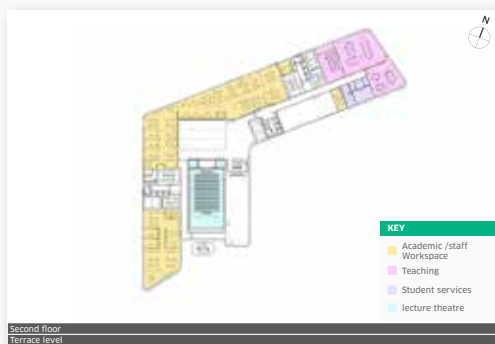 N
KEY
Academic /staff
Workspace
Teaching
Student services
lecture theatre
Second floor
Terrace level